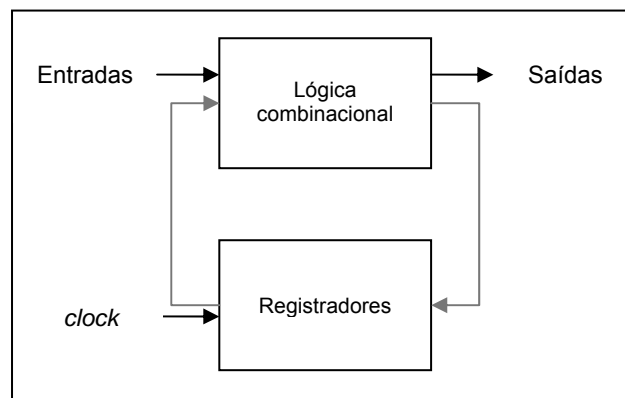 Entradas
Lógica
combinacional
Saídas
clock
Registradores